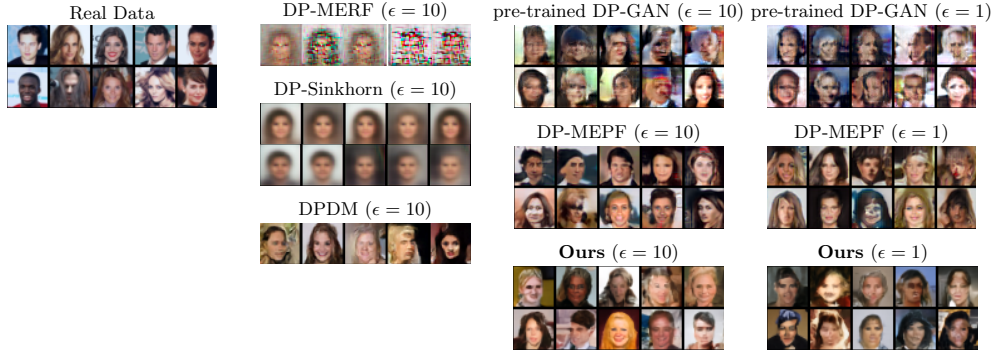 Real Data
DP-MERF (ϵ = 10)
DP-Sinkhorn (ϵ = 10)
DPDM (ϵ = 10)
pre-trained DP-GAN (ϵ = 10)
DP-MEPF (ϵ = 10)
Ours (ϵ = 10)
pre-trained DP-GAN (ϵ = 1)
DP-MEPF (ϵ = 1)
Ours (ϵ = 1)